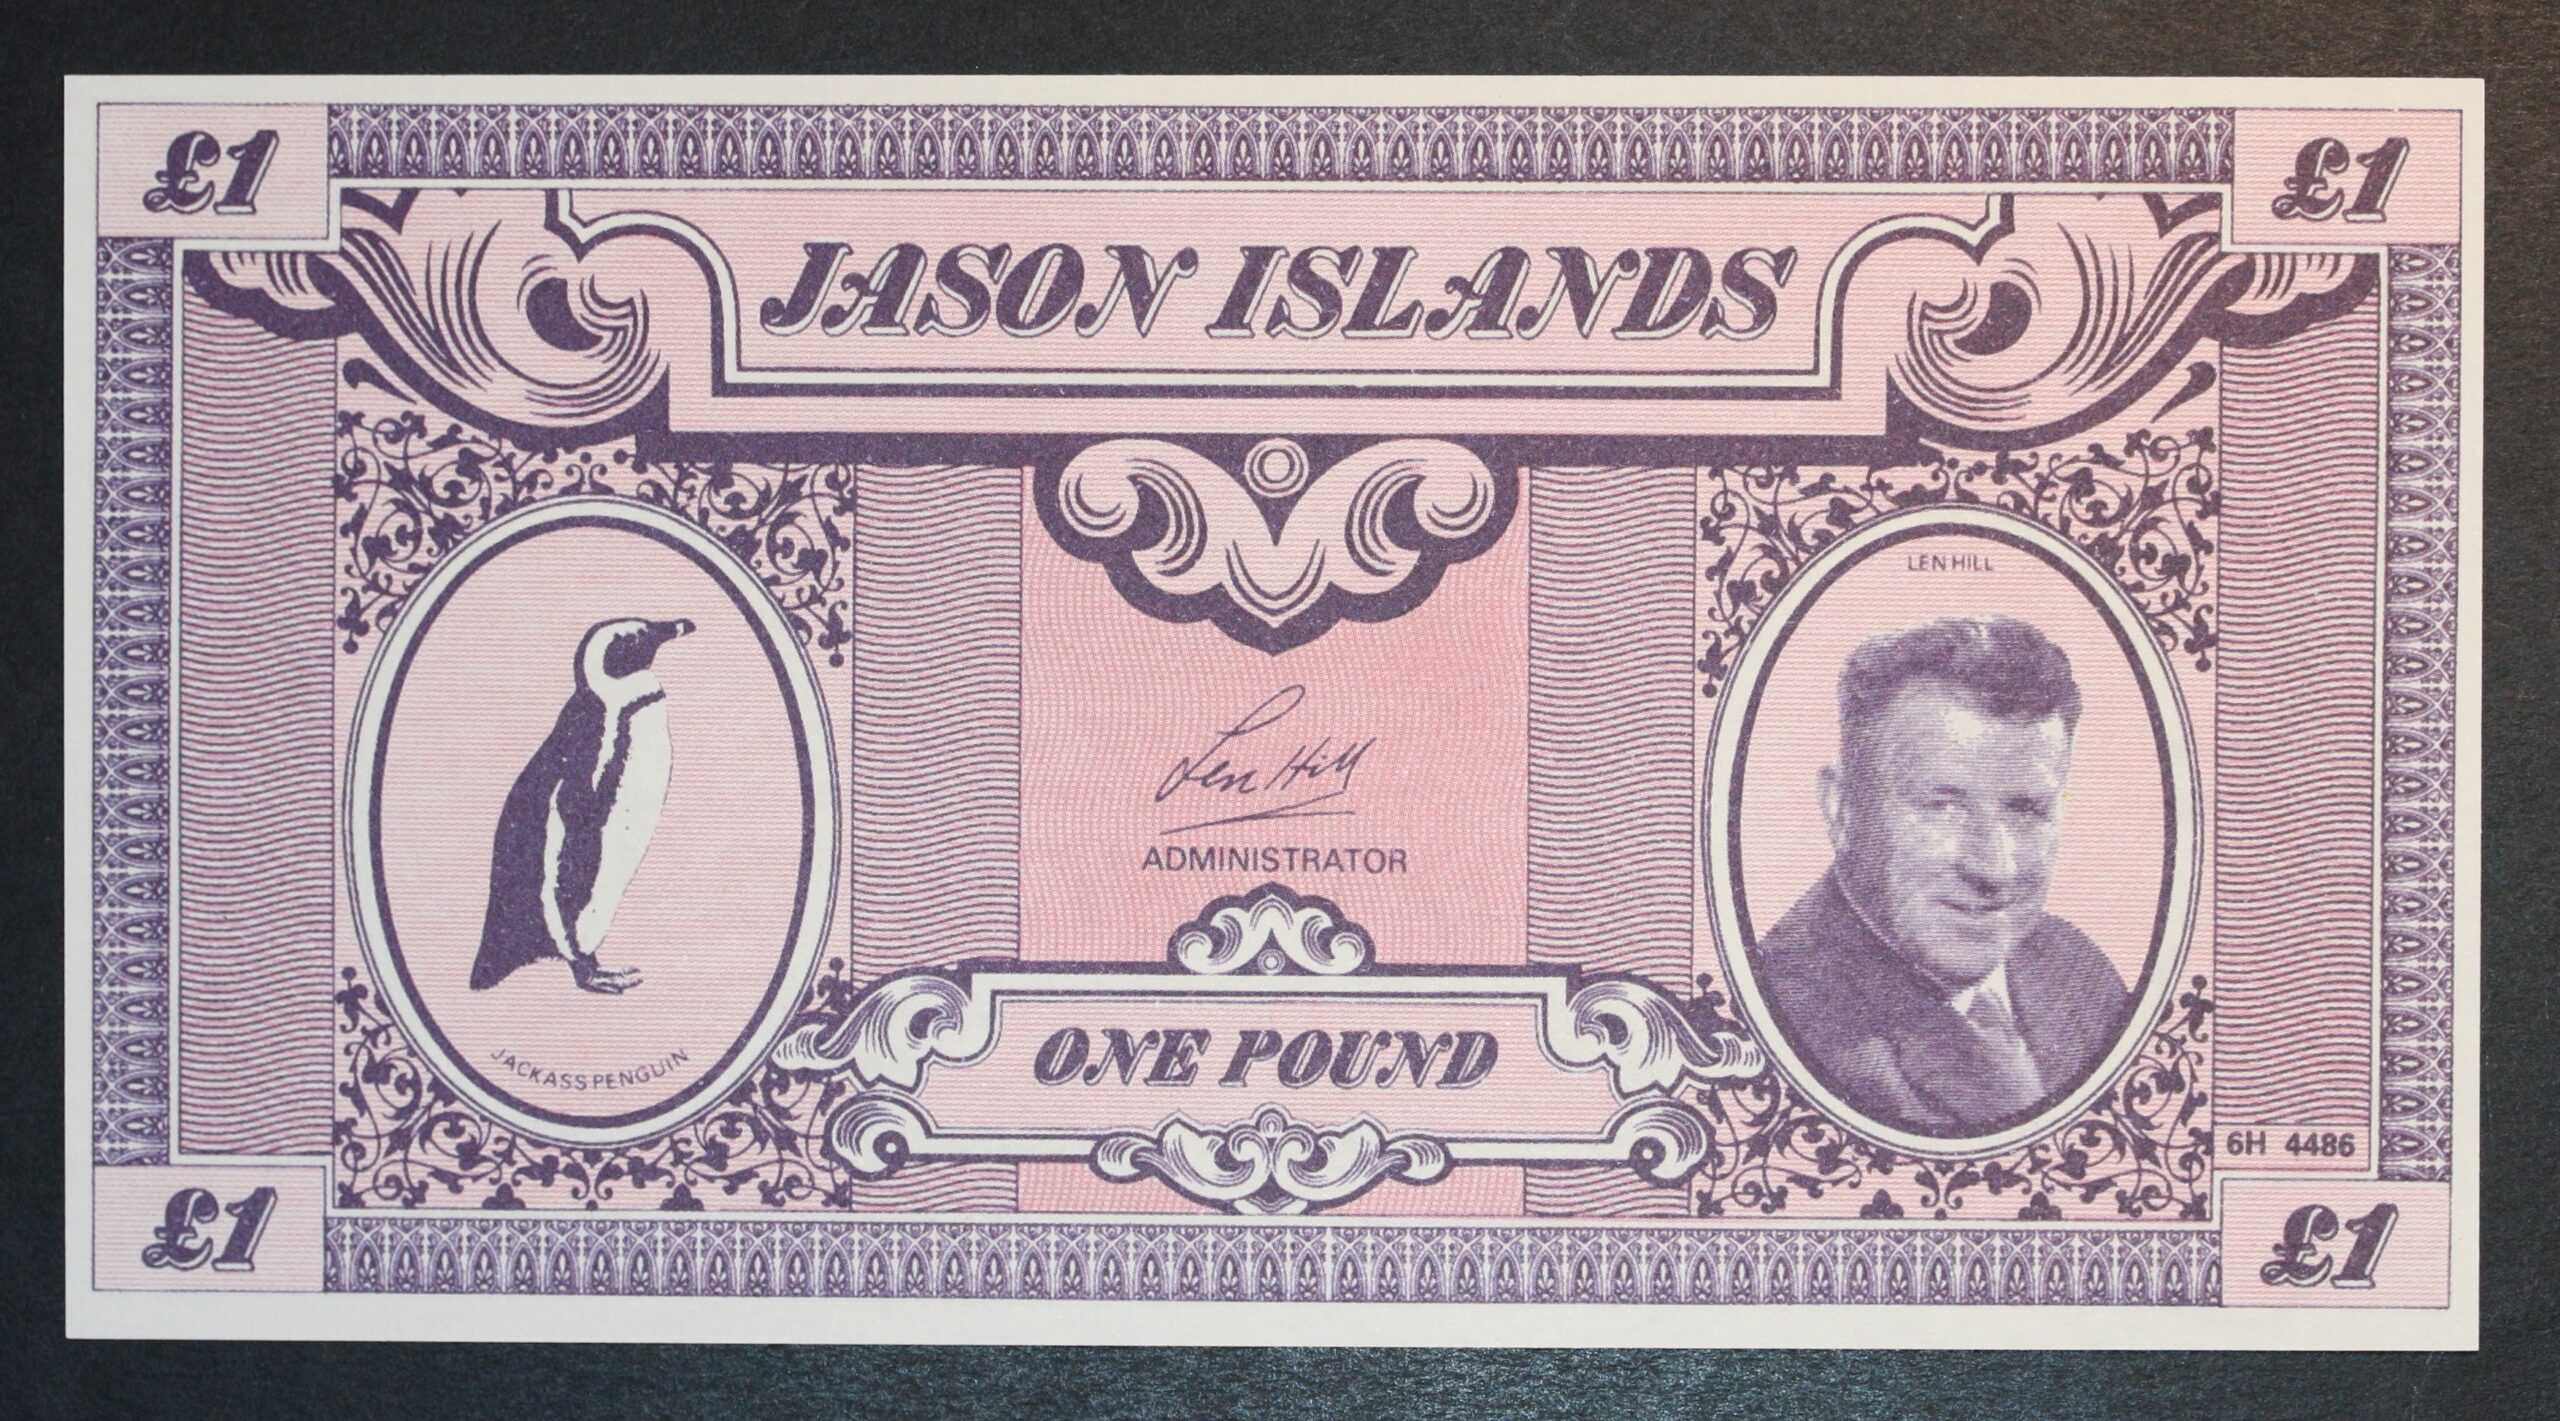 £1
£1
JASON ISLANDS
LEN HILL
Len Hill
ADMINISTRATOR
JACKASS PENGUIN
ONE POUND
6H 4486
£1
£1